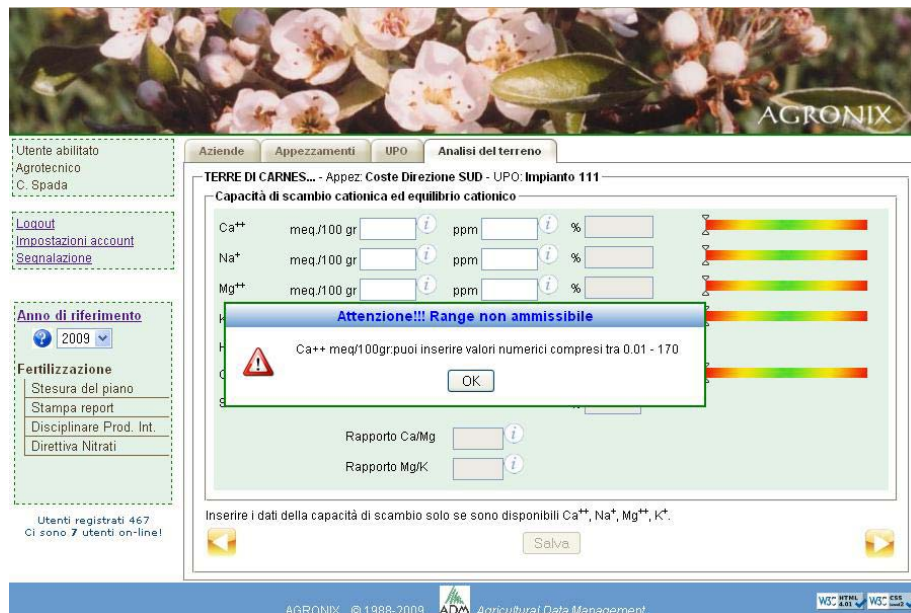 AGRONIX
Utente abilitato
Agrotecnico
C. Spada
Logout
Impostazioni account
Segnalazione
Anno di riferimento
2009
Fertilizzazione
Stesura del piano
Stampa report
Disciplinare Prod. Int.
Direttiva Nitrati
Utenti registrati 467
Ci sono 7 utenti on-line!
Aziende Appezzamenti UPO Analisi del terreno
TERRE DI CARNES... - Appez: Coste Direzione SUD - UPO: Impianto 111
Capacità di scambio cationica ed equilibrio cationico
Ca++ meq./100 gr ppm %
Na+ meq./100 gr ppm %
Mg++ meq./100 gr ppm %
Attenzione!!! Range non ammissibile
Ca++ meq/100gr:puoi inserire valori numerici compresi tra 0.01 - 170
OK
Rapporto Ca/Mg
Rapporto Mg/K
Inserire i dati della capacità di scambio solo se sono disponibili Ca++, Na+, Mg++, K+.
Salva
AGRONIX © 1988-2009 ADM Agricultural Data Management
W3C HTML 4.01 W3C CSS